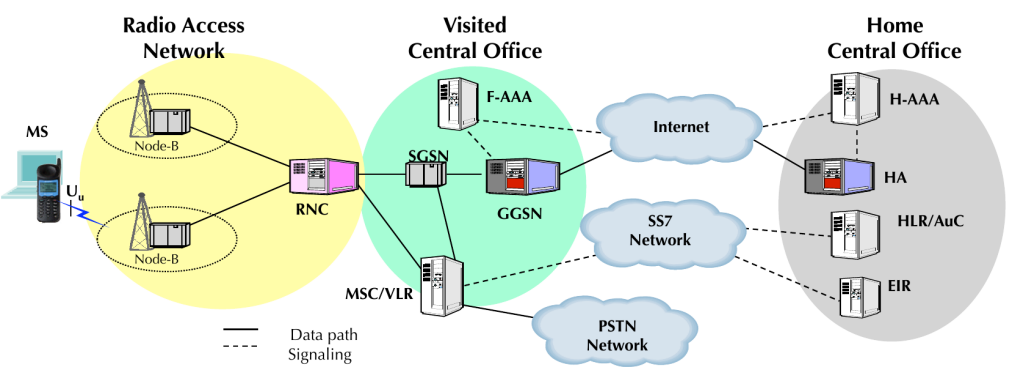 Radio Access
Network
Visited
Central Office
Home
Central Office
MS
U_u
Node-B
Node-B
RNC
F-AAA
SGSN
GGSN
MSC/VLR
Internet
SS7
Network
PSTN
Network
H-AAA
HA
HLR/AuC
EIR
Data path
Signaling